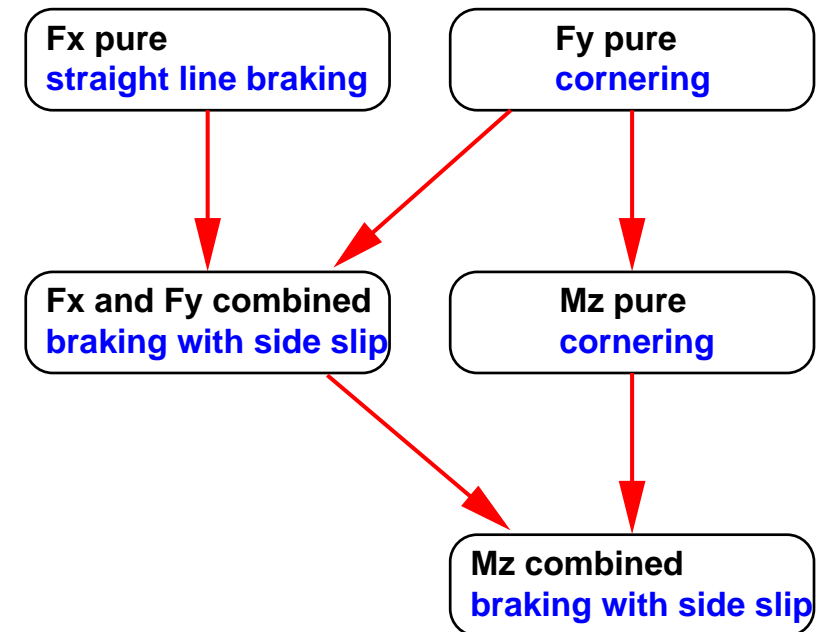 Fx pure
straight line braking
Fy pure
cornering
Fx and Fy combined
braking with side slip
Mz pure
cornering
Mz combined
braking with side slip